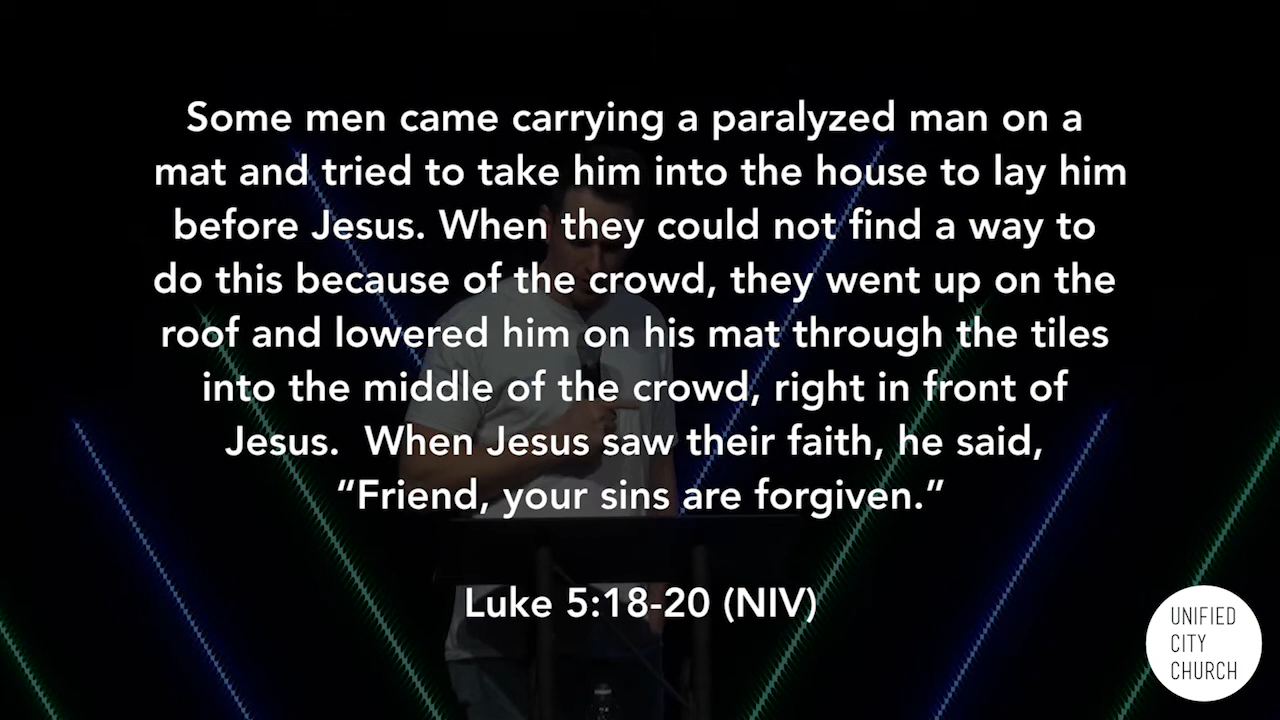 Some men came carrying a paralyzed man on a
mat and tried to take him into the house to lay him
before Jesus. When they could not find a way to
do this because of the crowd, they went up on the
roof and lowered him on his mat through the tiles
into the middle of the crowd, right in front of
Jesus.  When Jesus saw their faith, he said,
“Friend, your sins are forgiven.”
Luke 5:18-20 (NIV)
UNIFIED
CITY
CHURCH